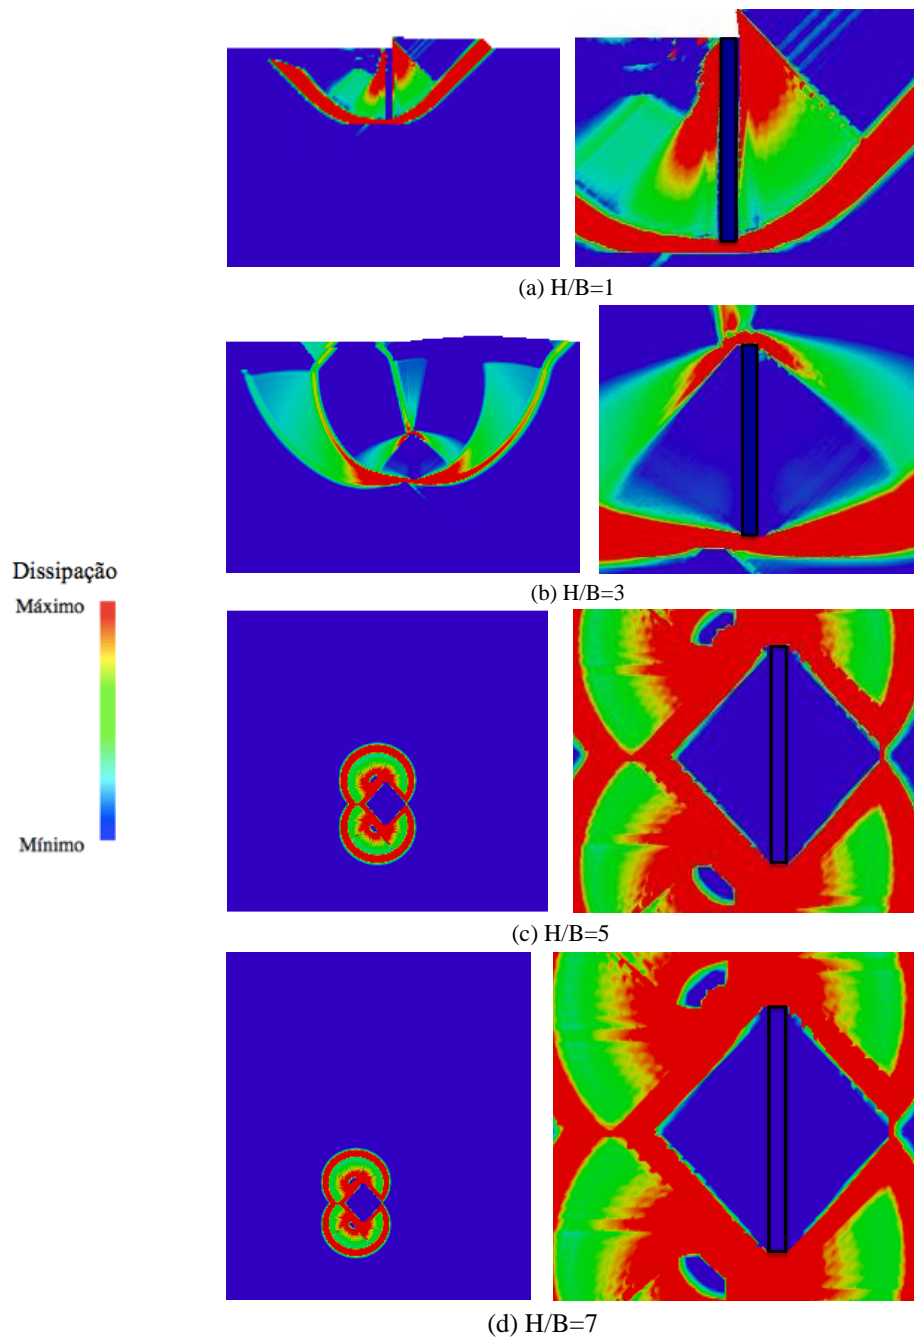 (a) H/B=1
(b) H/B=3
Dissipação
Máximo
Mínimo
(c) H/B=5
(d) H/B=7